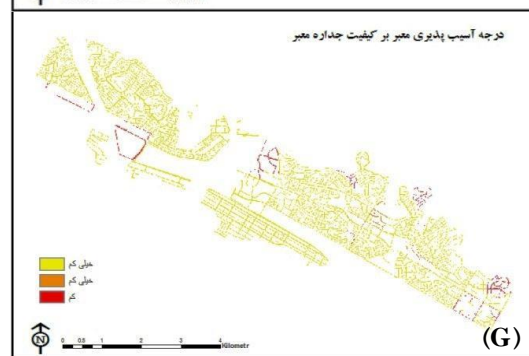 درجه آسیب پذیری معبر بر کیفیت جداره معبر
خیلی کم
خیلی کم
کم
N
0 0.5 1 2 3 4
Kilometr
(G)